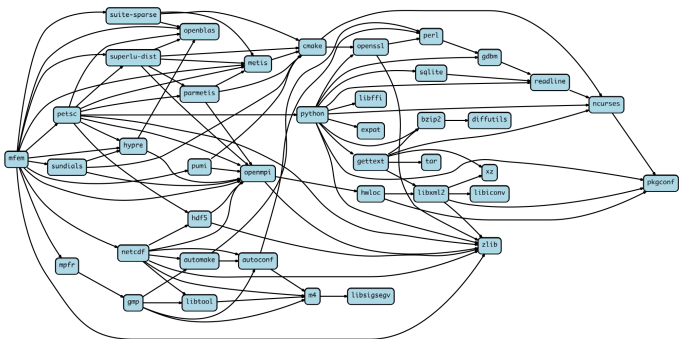 suite-sparse
openblas
perl
cmake
openssl
superlu-dist
gdbm
metis
sqlite
readline
parmetis
libffi
ncurses
petsc
python
bzip2
diffutils
expat
hypre
mfem
gettext
tar
sundials
pumi
openmpi
xz
pkgconf
hwloc
libxml2
libiconv
hdf5
zlib
netcdf
automake
autoconf
mpfr
gmp
libtool
m4
libsigsegv